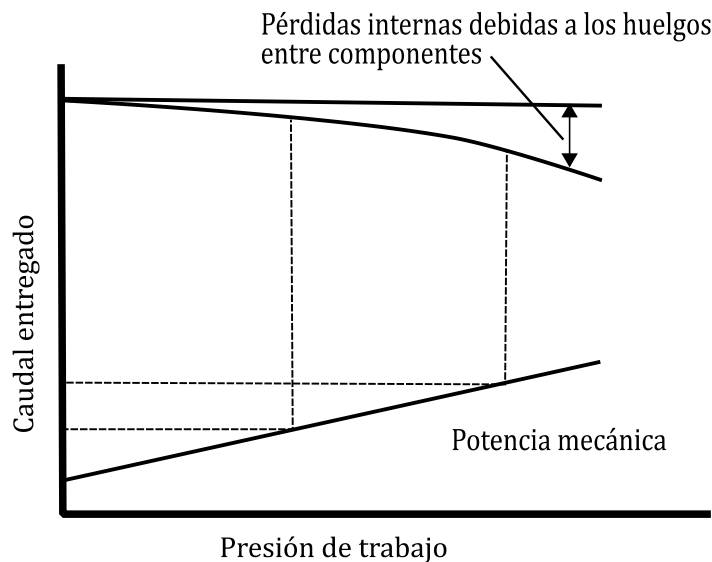 Pérdidas internas debidas a los huelgos
entre componentes
Caudal entregado
Potencia mecánica
Presión de trabajo